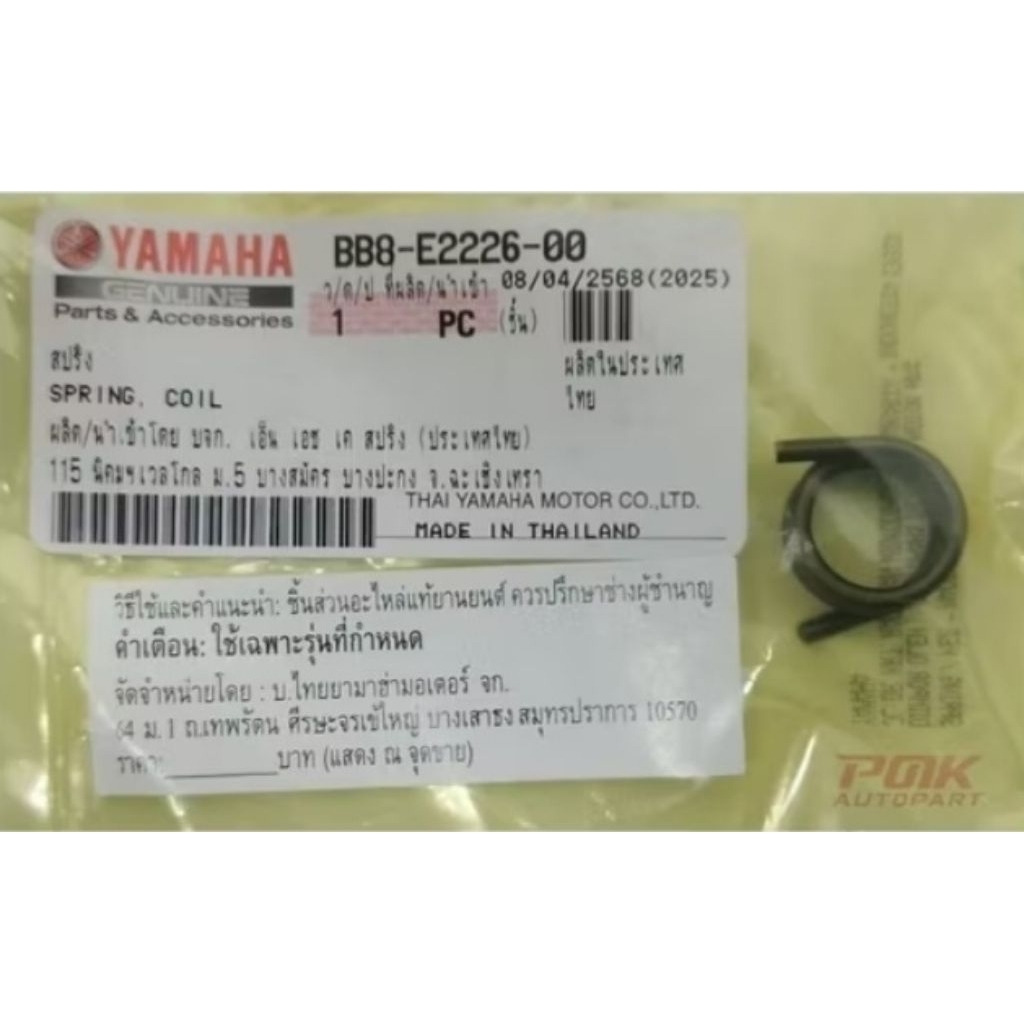 YAMAHA
GENUINE
Parts & Accessories
BB8-E2226-00
ว/ด/ป ที่ผลิต/นำเข้า 08/04/2568(2025)
1 PC (ชิ้น)
สปริง
SPRING, COIL
ผลิตในประเทศ
ไทย
ผลิต/นำเข้าโดย บจก. เอ็น เอช เค สปริง (ประเทศไทย)
115 นิคมฯเวลโกล ม.5 บางสมัคร บางปะกง จ.ฉะเชิงเทรา
THAI YAMAHA MOTOR CO.,LTD.
MADE IN THAILAND
วิธีใช้และคำแนะนำ: ชิ้นส่วนอะไหล่แท้ยานยนต์ ควรปรึกษาช่างผู้ชำนาญ
คำเตือน: ใช้เฉพาะรุ่นที่กำหนด
จัดจำหน่ายโดย : บ.ไทยยามาฮ่ามอเตอร์ จก.
64 ม.1 ถ.เทพรัตน ศีรษะจรเข้ใหญ่ บางเสาธง สมุทรปราการ 10570
ราคา:________บาท (แสดง ณ จุดขาย)
PMK
AUTOPART